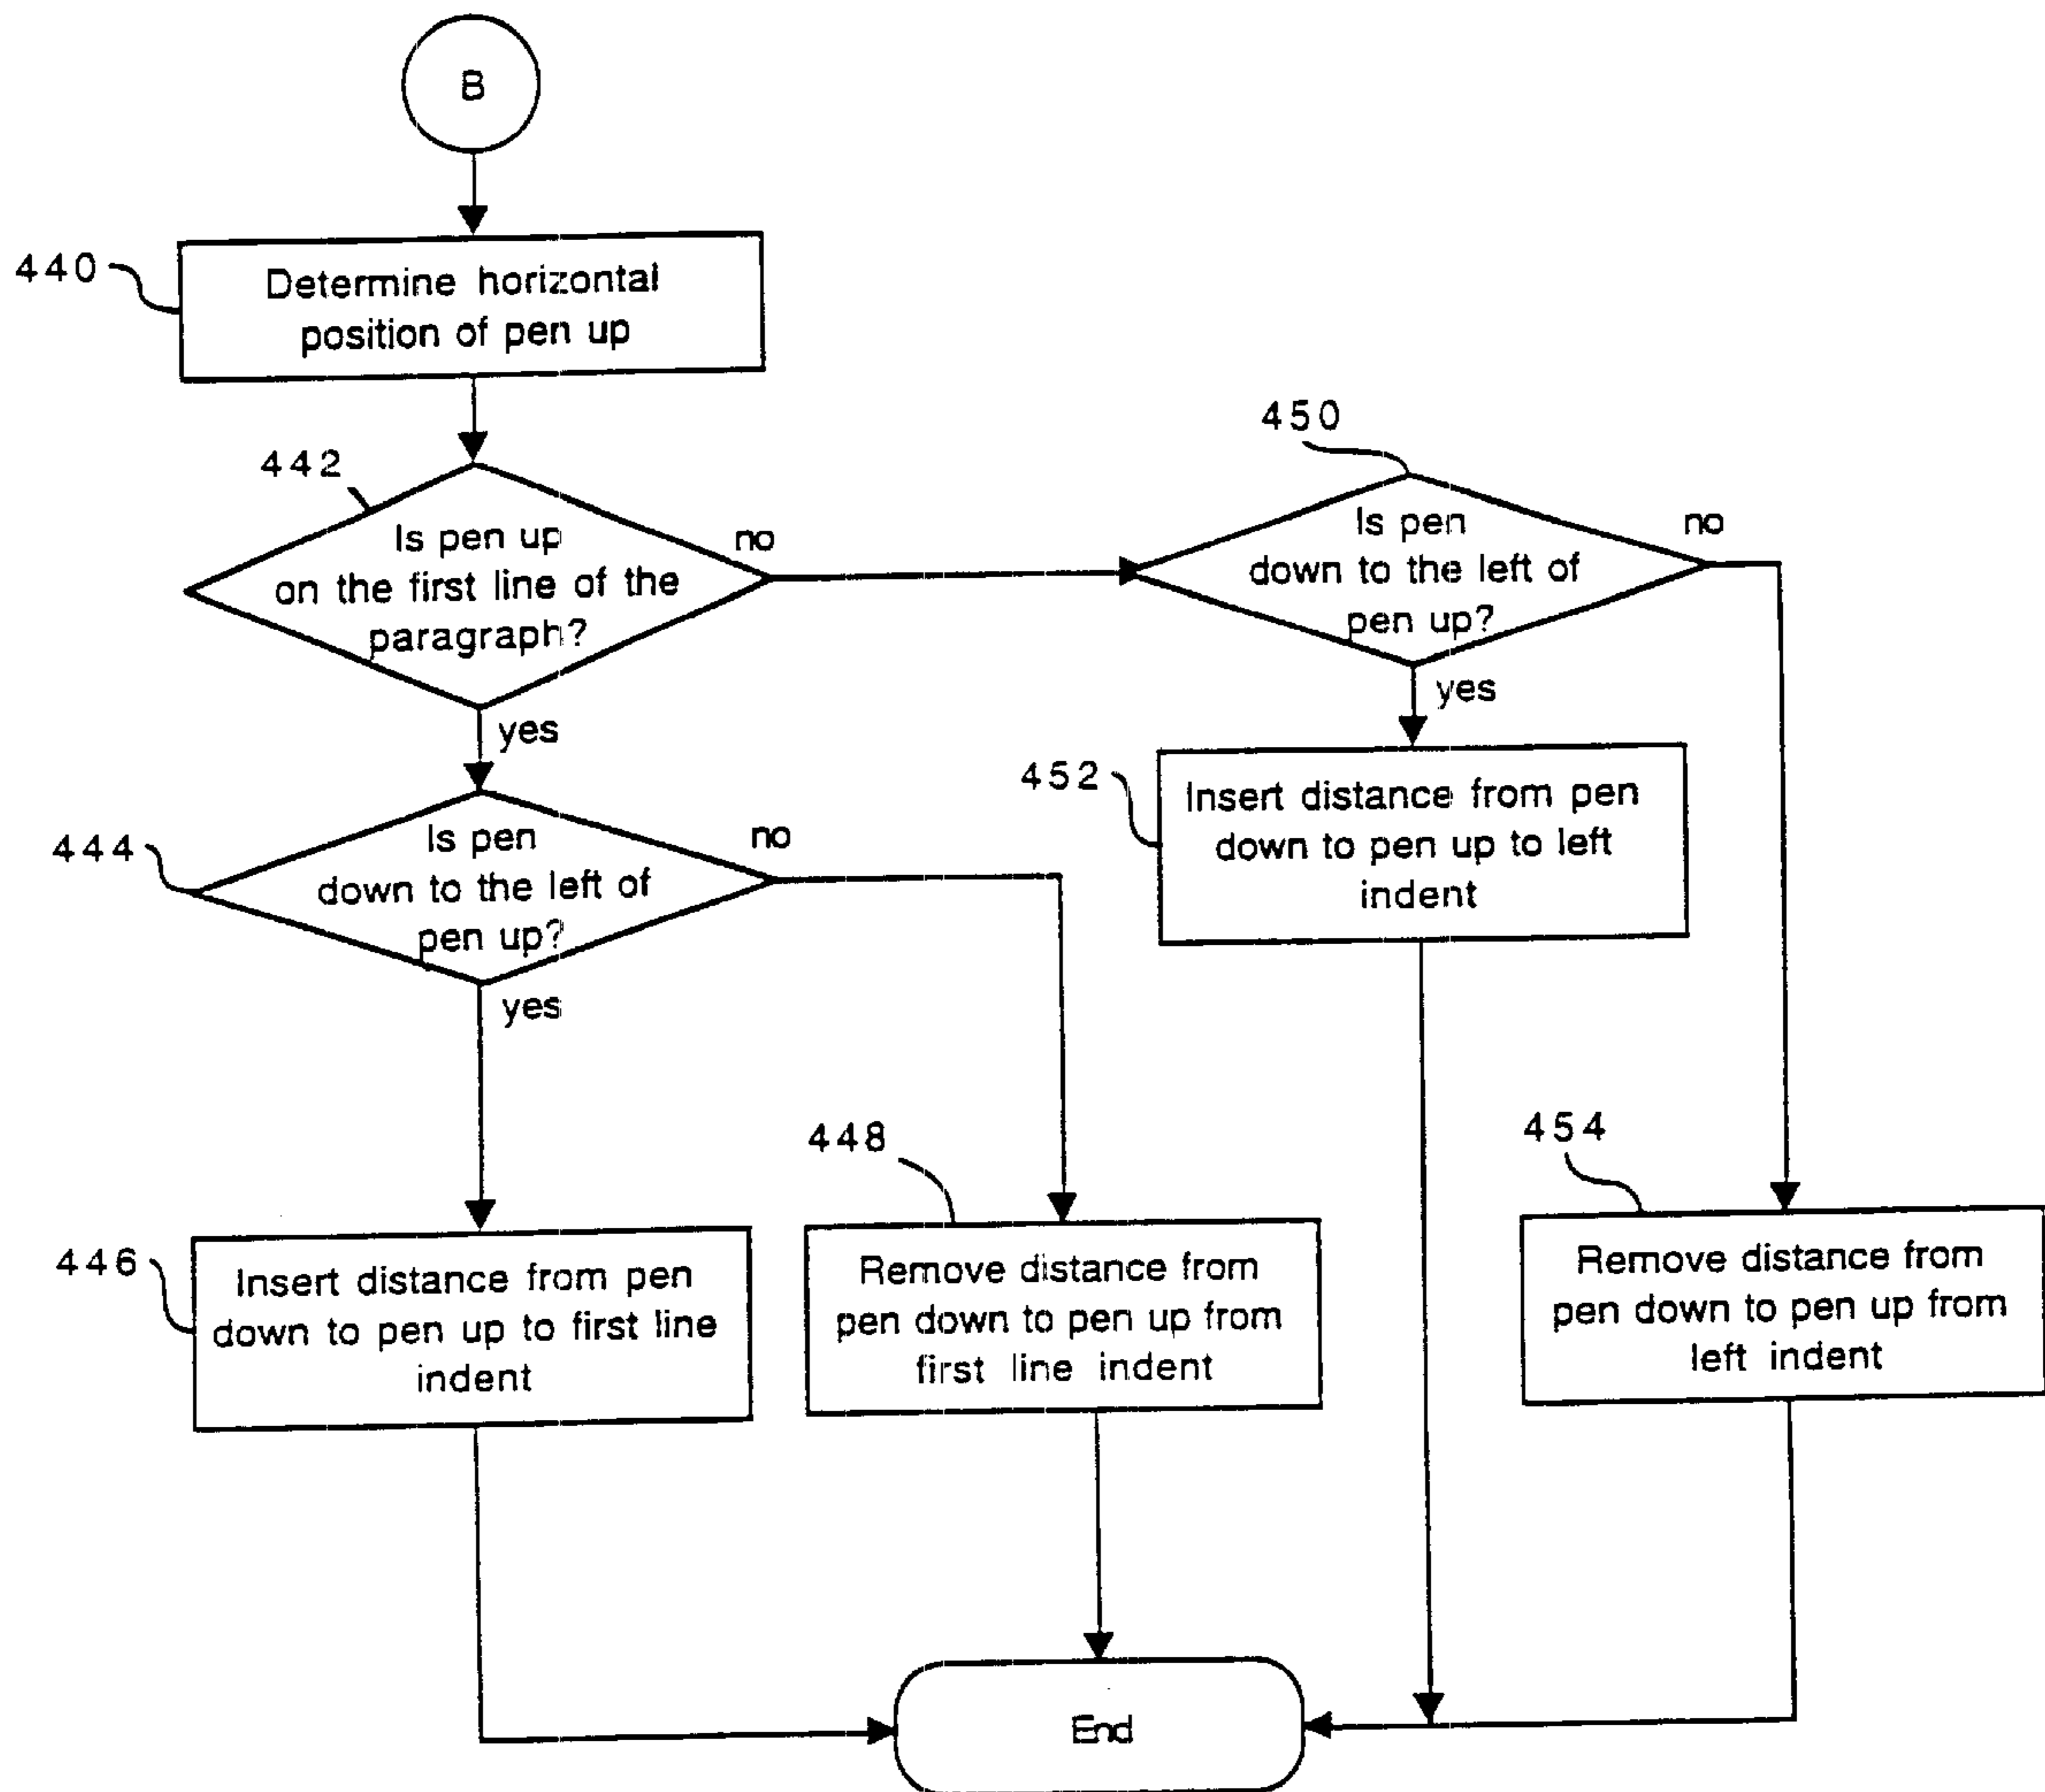 B
440
Determine horizontal
position of pen up
442
Is pen up
on the first line of the
paragraph?
no
yes
450
Is pen
down to the left of
pen up?
no
yes
444
Is pen
down to the left of
pen up?
no
yes
452
Insert distance from pen
down to pen up to left
indent
446
Insert distance from pen
down to pen up to first line
indent
448
Remove distance from
pen down to pen up from
first line indent
454
Remove distance from
pen down to pen up from
left indent
End